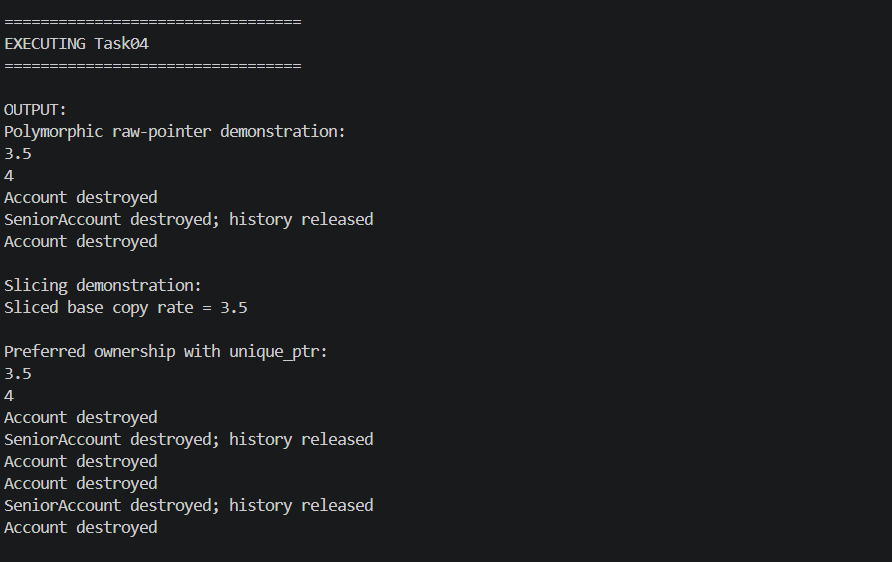 =================================
EXECUTING Task04
=================================
OUTPUT:
Polymorphic raw-pointer demonstration:
3.5
4
Account destroyed
SeniorAccount destroyed; history released
Account destroyed
Slicing demonstration:
Sliced base copy rate = 3.5
Preferred ownership with unique_ptr:
3.5
4
Account destroyed
SeniorAccount destroyed; history released
Account destroyed
Account destroyed
SeniorAccount destroyed; history released
Account destroyed